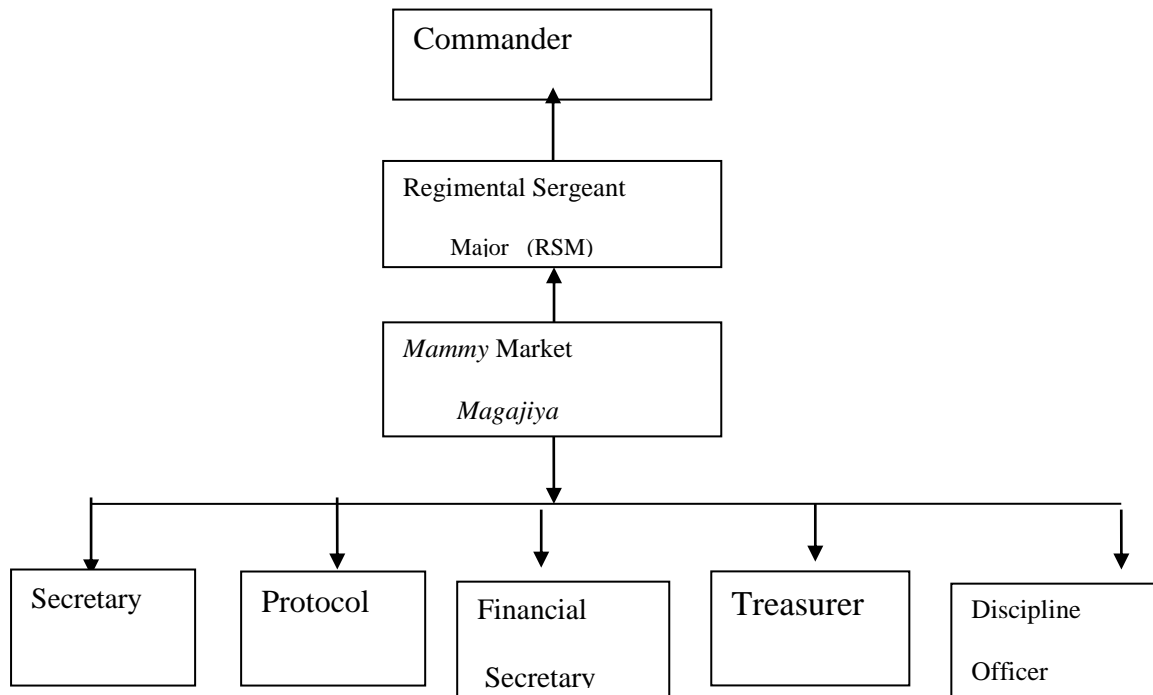 Commander
Regimental Sergeant
Major (RSM)
Mammy Market
Magajiya
Secretary
Protocol
Financial
Secretary
Treasurer
Discipline
Officer